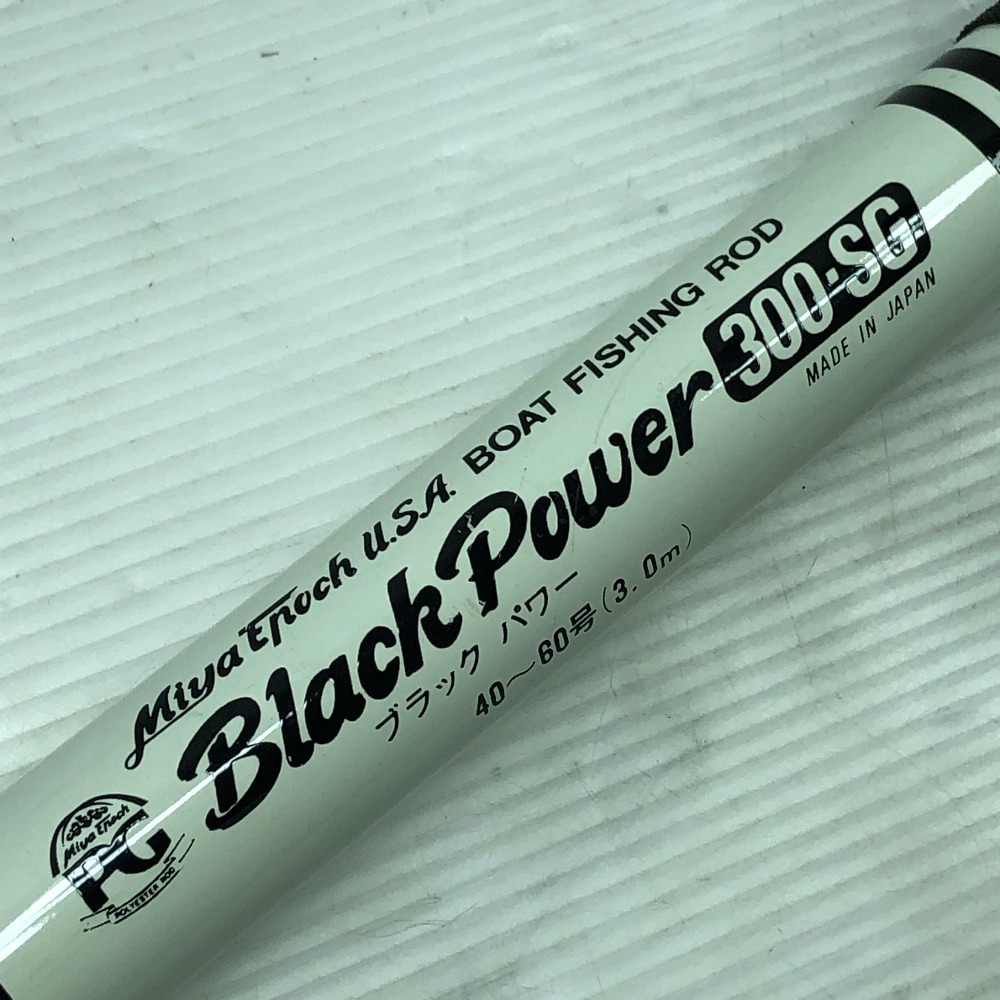 Miya Epoch U.S.A. BOAT FISHING ROD
Black Power 300-SG
MADE IN JAPAN
ブラック パワー
40〜60号(3.0m)
Miya Epoch
PG
POLYESTER ROD